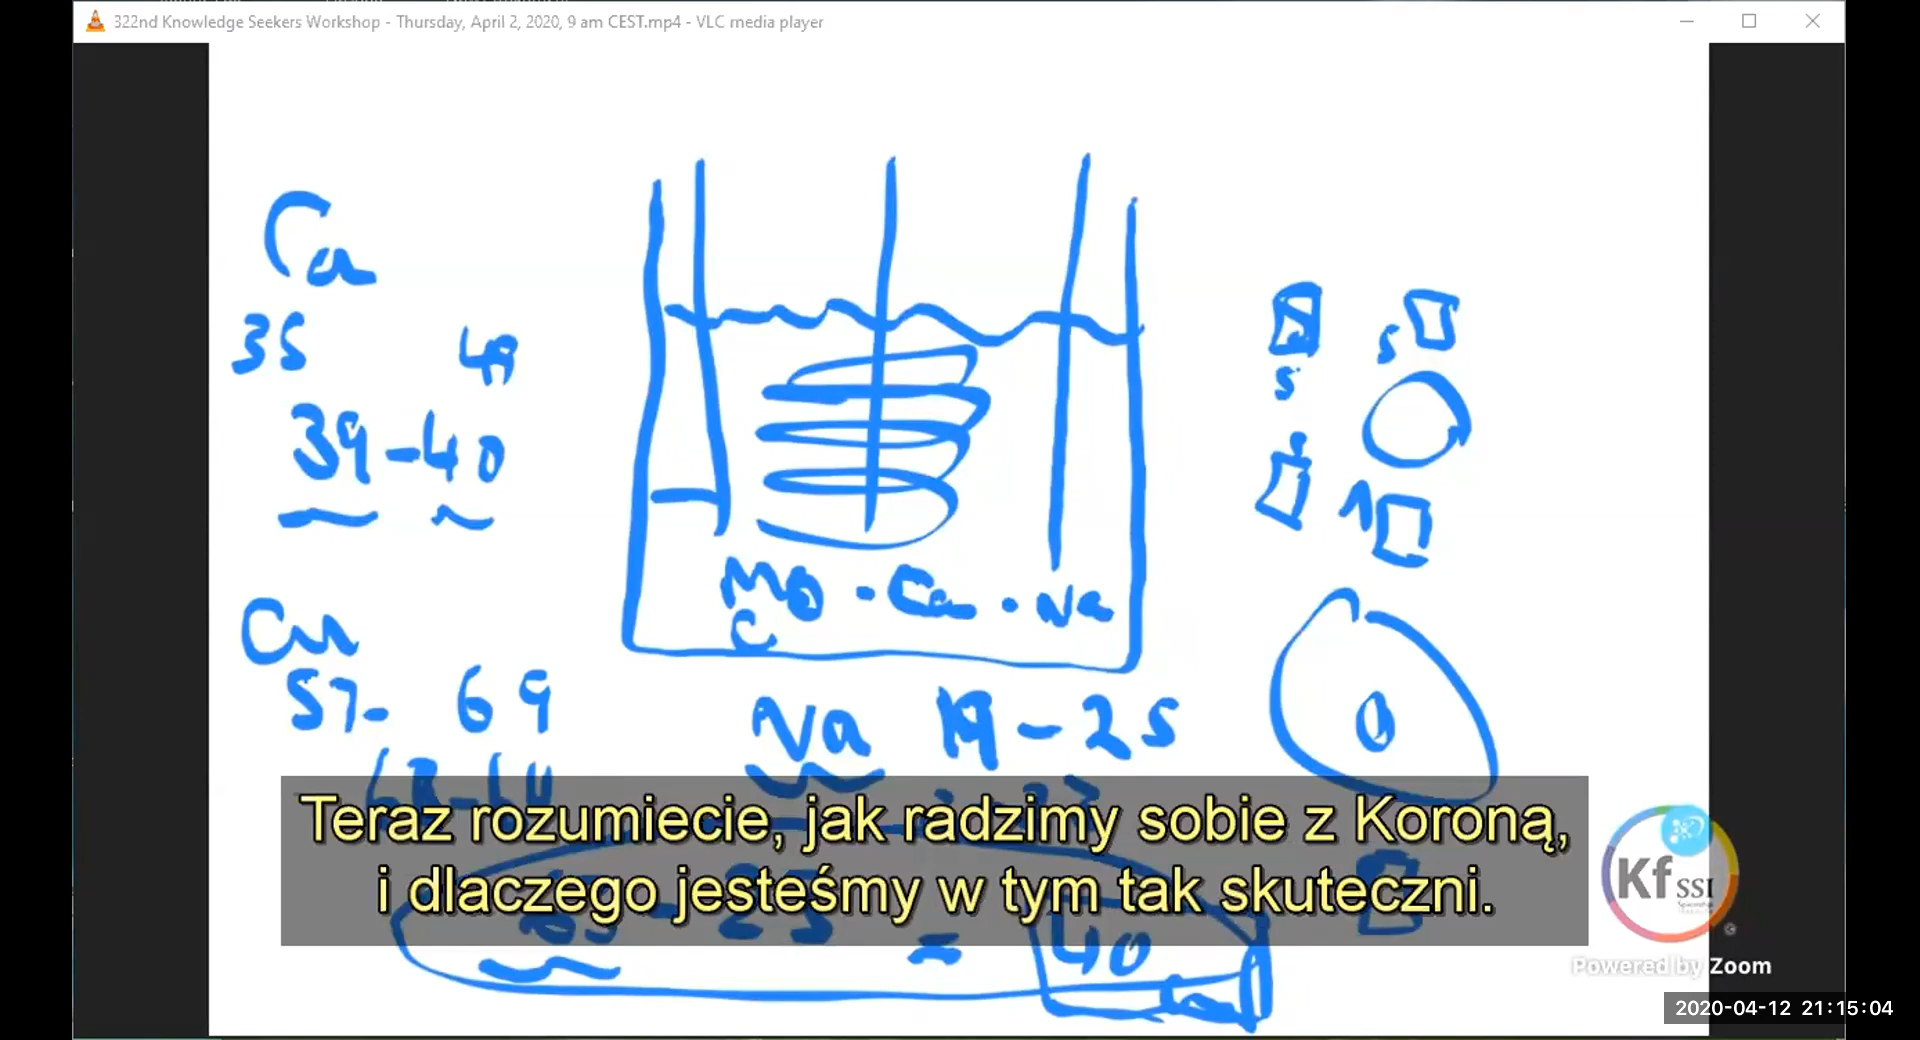 322nd Knowledge Seekers Workshop - Thursday, April 2, 2020, 9 am CEST.mp4 - VLC media player
Ca
35
39-40
Cu
57- 69
Ca · Na
C
Na 19-25
Teraz rozumiecie, jak radzimy sobie z Koroną,
i dlaczego jesteśmy w tym tak skuteczni.
= 40
Kf SSI
Powered by Zoom
2020-04-12 21:15:04